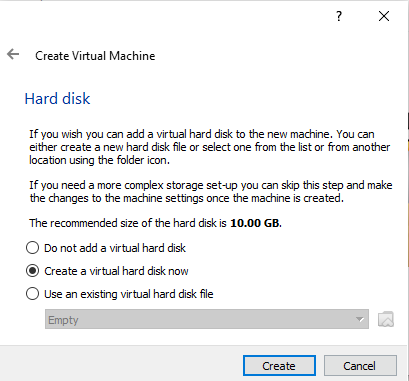 ?
Create Virtual Machine
Hard disk
If you wish you can add a virtual hard disk to the new machine. You can
either create a new hard disk file or select one from the list or from another
location using the folder icon.
If you need a more complex storage set-up you can skip this step and make
the changes to the machine settings once the machine is created.
The recommended size of the hard disk is 10.00 GB.
Do not add a virtual hard disk
Create a virtual hard disk now
Use an existing virtual hard disk file
Empty
Create Cancel